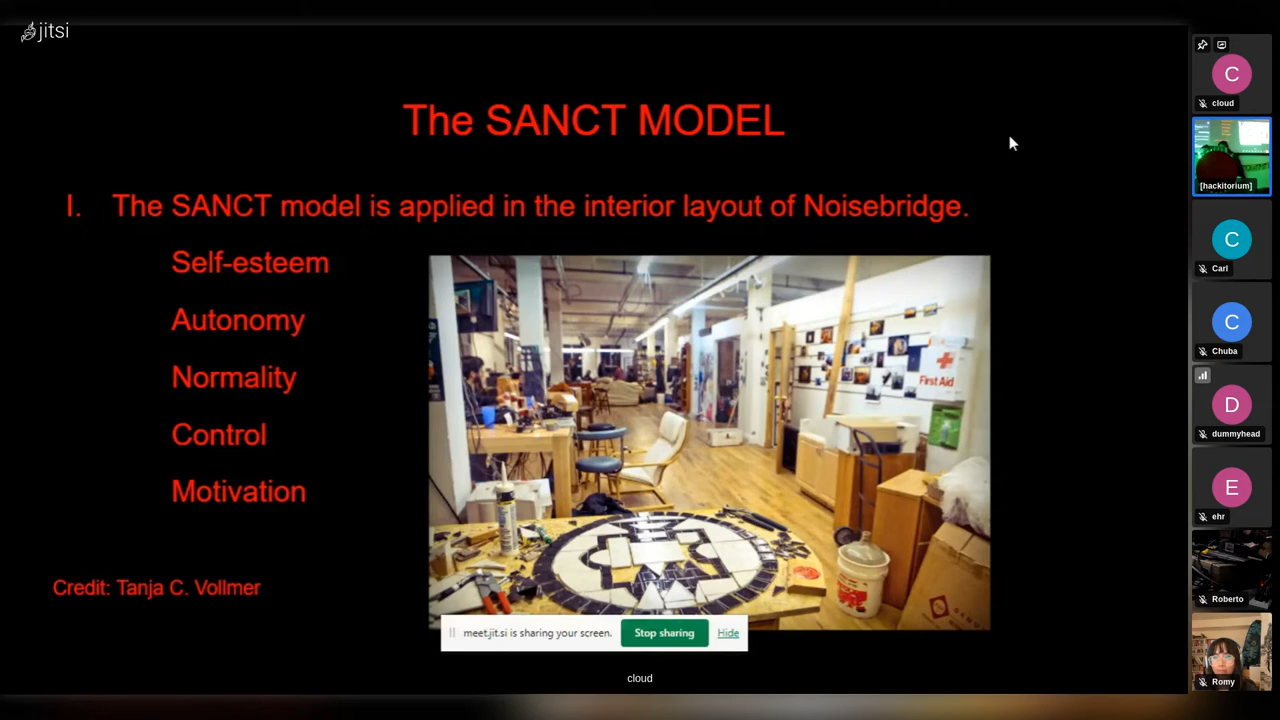 jitsi
The SANCT MODEL
I. The SANCT model is applied in the interior layout of Noisebridge.
Self-esteem
Autonomy
Normality
Control
Motivation
First Aid
Credit: Tanja C. Vollmer
meet.jit.si is sharing your screen.
Stop sharing
Hide
cloud
C
cloud
[hackitorium]
C
Carl
C
Chuba
D
dummyhead
E
ehr
Roberto
Romy